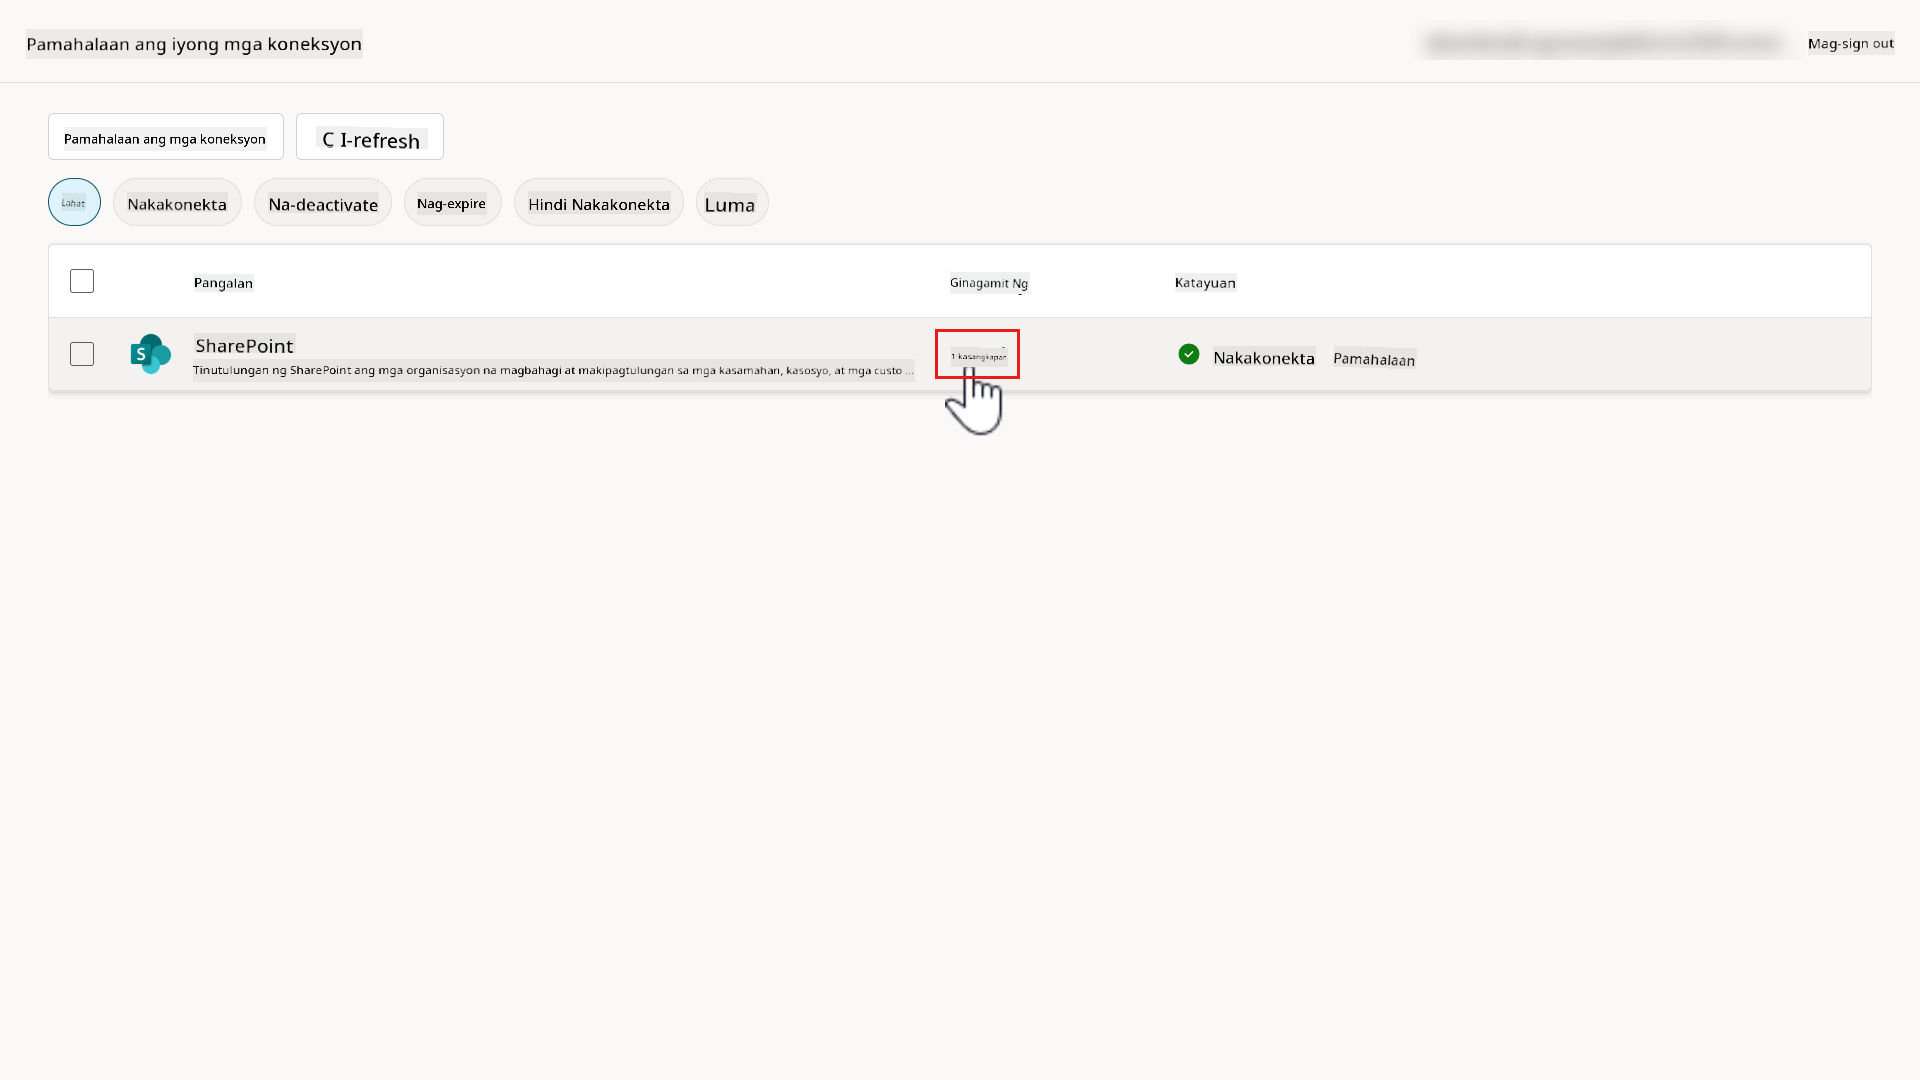 Pamahalaan ang iyong mga koneksyon
Mag-sign out
Pamahalaan ang mga koneksyon
C I-refresh
Lahat
Nakakonekta
Na-deactivate
Nag-expire
Hindi Nakakonekta
Luma
Pangalan
Ginagamit Ng
Katayuan
S
SharePoint
Tinutulungan ng SharePoint ang mga organisasyon na magbahagi at makipagtulungan sa mga kasamahan, kasosyo, at mga custo ...
1 kasangkapan
Nakakonekta
Pamahalaan